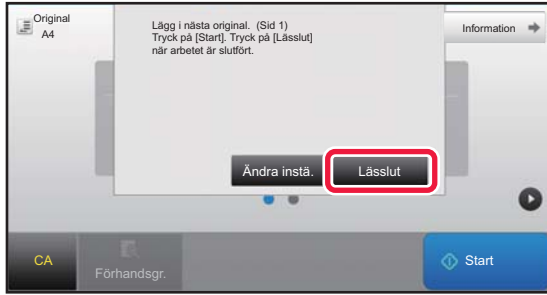 Original
A4
Lägg i nästa original. (Sid 1)
Tryck på [Start]. Tryck på [Lässlut]
när arbetet är slutfört.
Information
Ändra instä.
Lässlut
CA
Förhandsgr.
Start